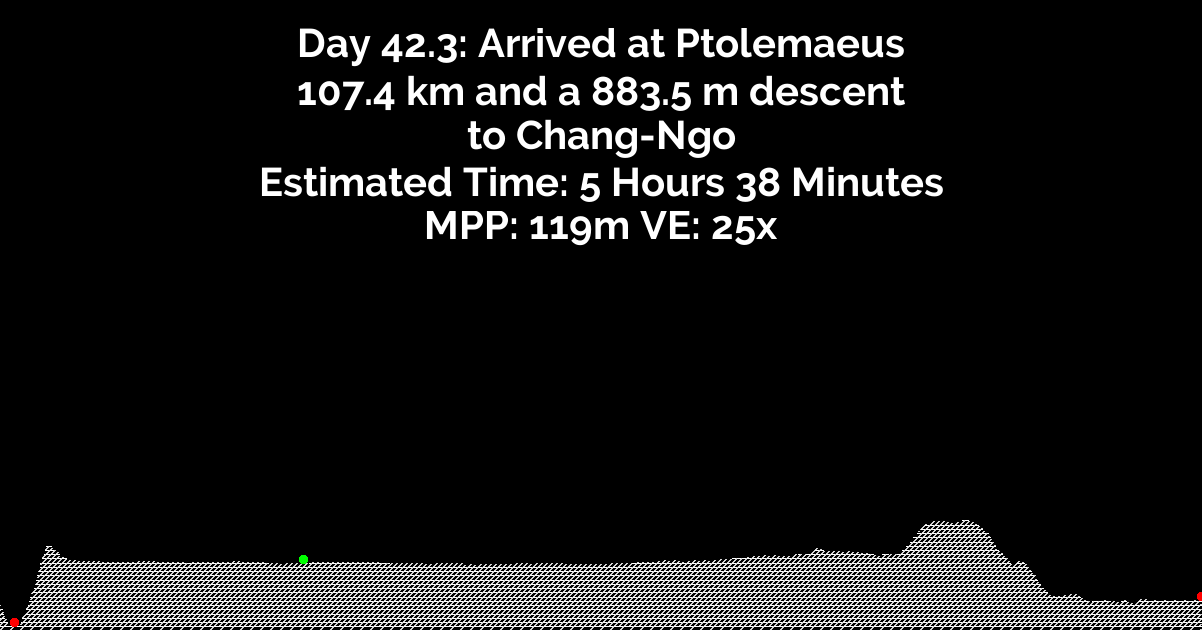 Day 42.3: Arrived at Ptolemaeus
107.4 km and a 883.5 m descent
to Chang-Ngo
Estimated Time: 5 Hours 38 Minutes
MPP: 119m VE: 25x